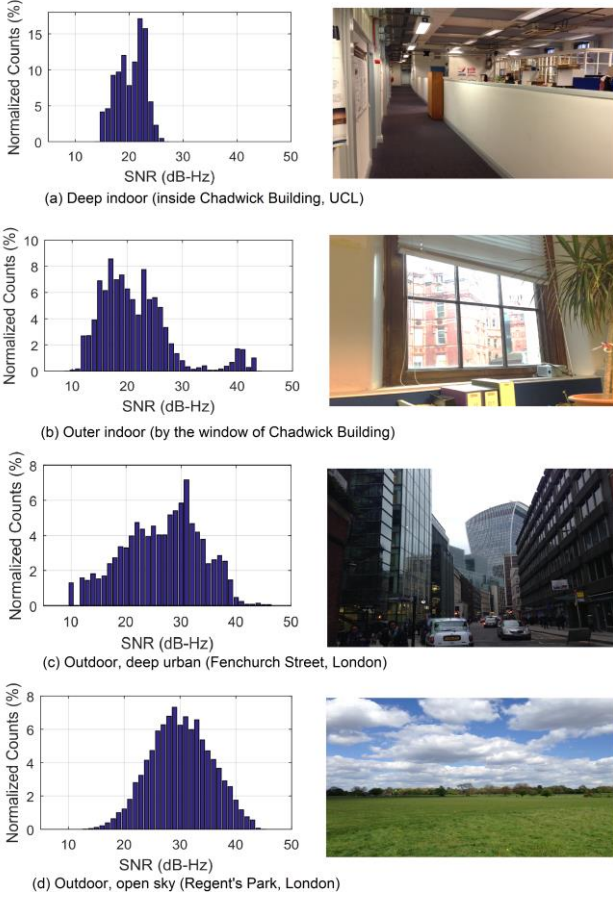 Normalized Counts (%)
15
10
5
0
10 20 30 40 50
SNR (dB-Hz)
(a) Deep indoor (inside Chadwick Building, UCL)
Normalized Counts (%)
10
8
6
4
2
0
10 20 30 40 50
SNR (dB-Hz)
(b) Outer indoor (by the window of Chadwick Building)
Normalized Counts (%)
8
6
4
2
0
10 20 30 40 50
SNR (dB-Hz)
(c) Outdoor, deep urban (Fenchurch Street, London)
Normalized Counts (%)
8
6
4
2
0
10 20 30 40 50
SNR (dB-Hz)
(d) Outdoor, open sky (Regent's Park, London)